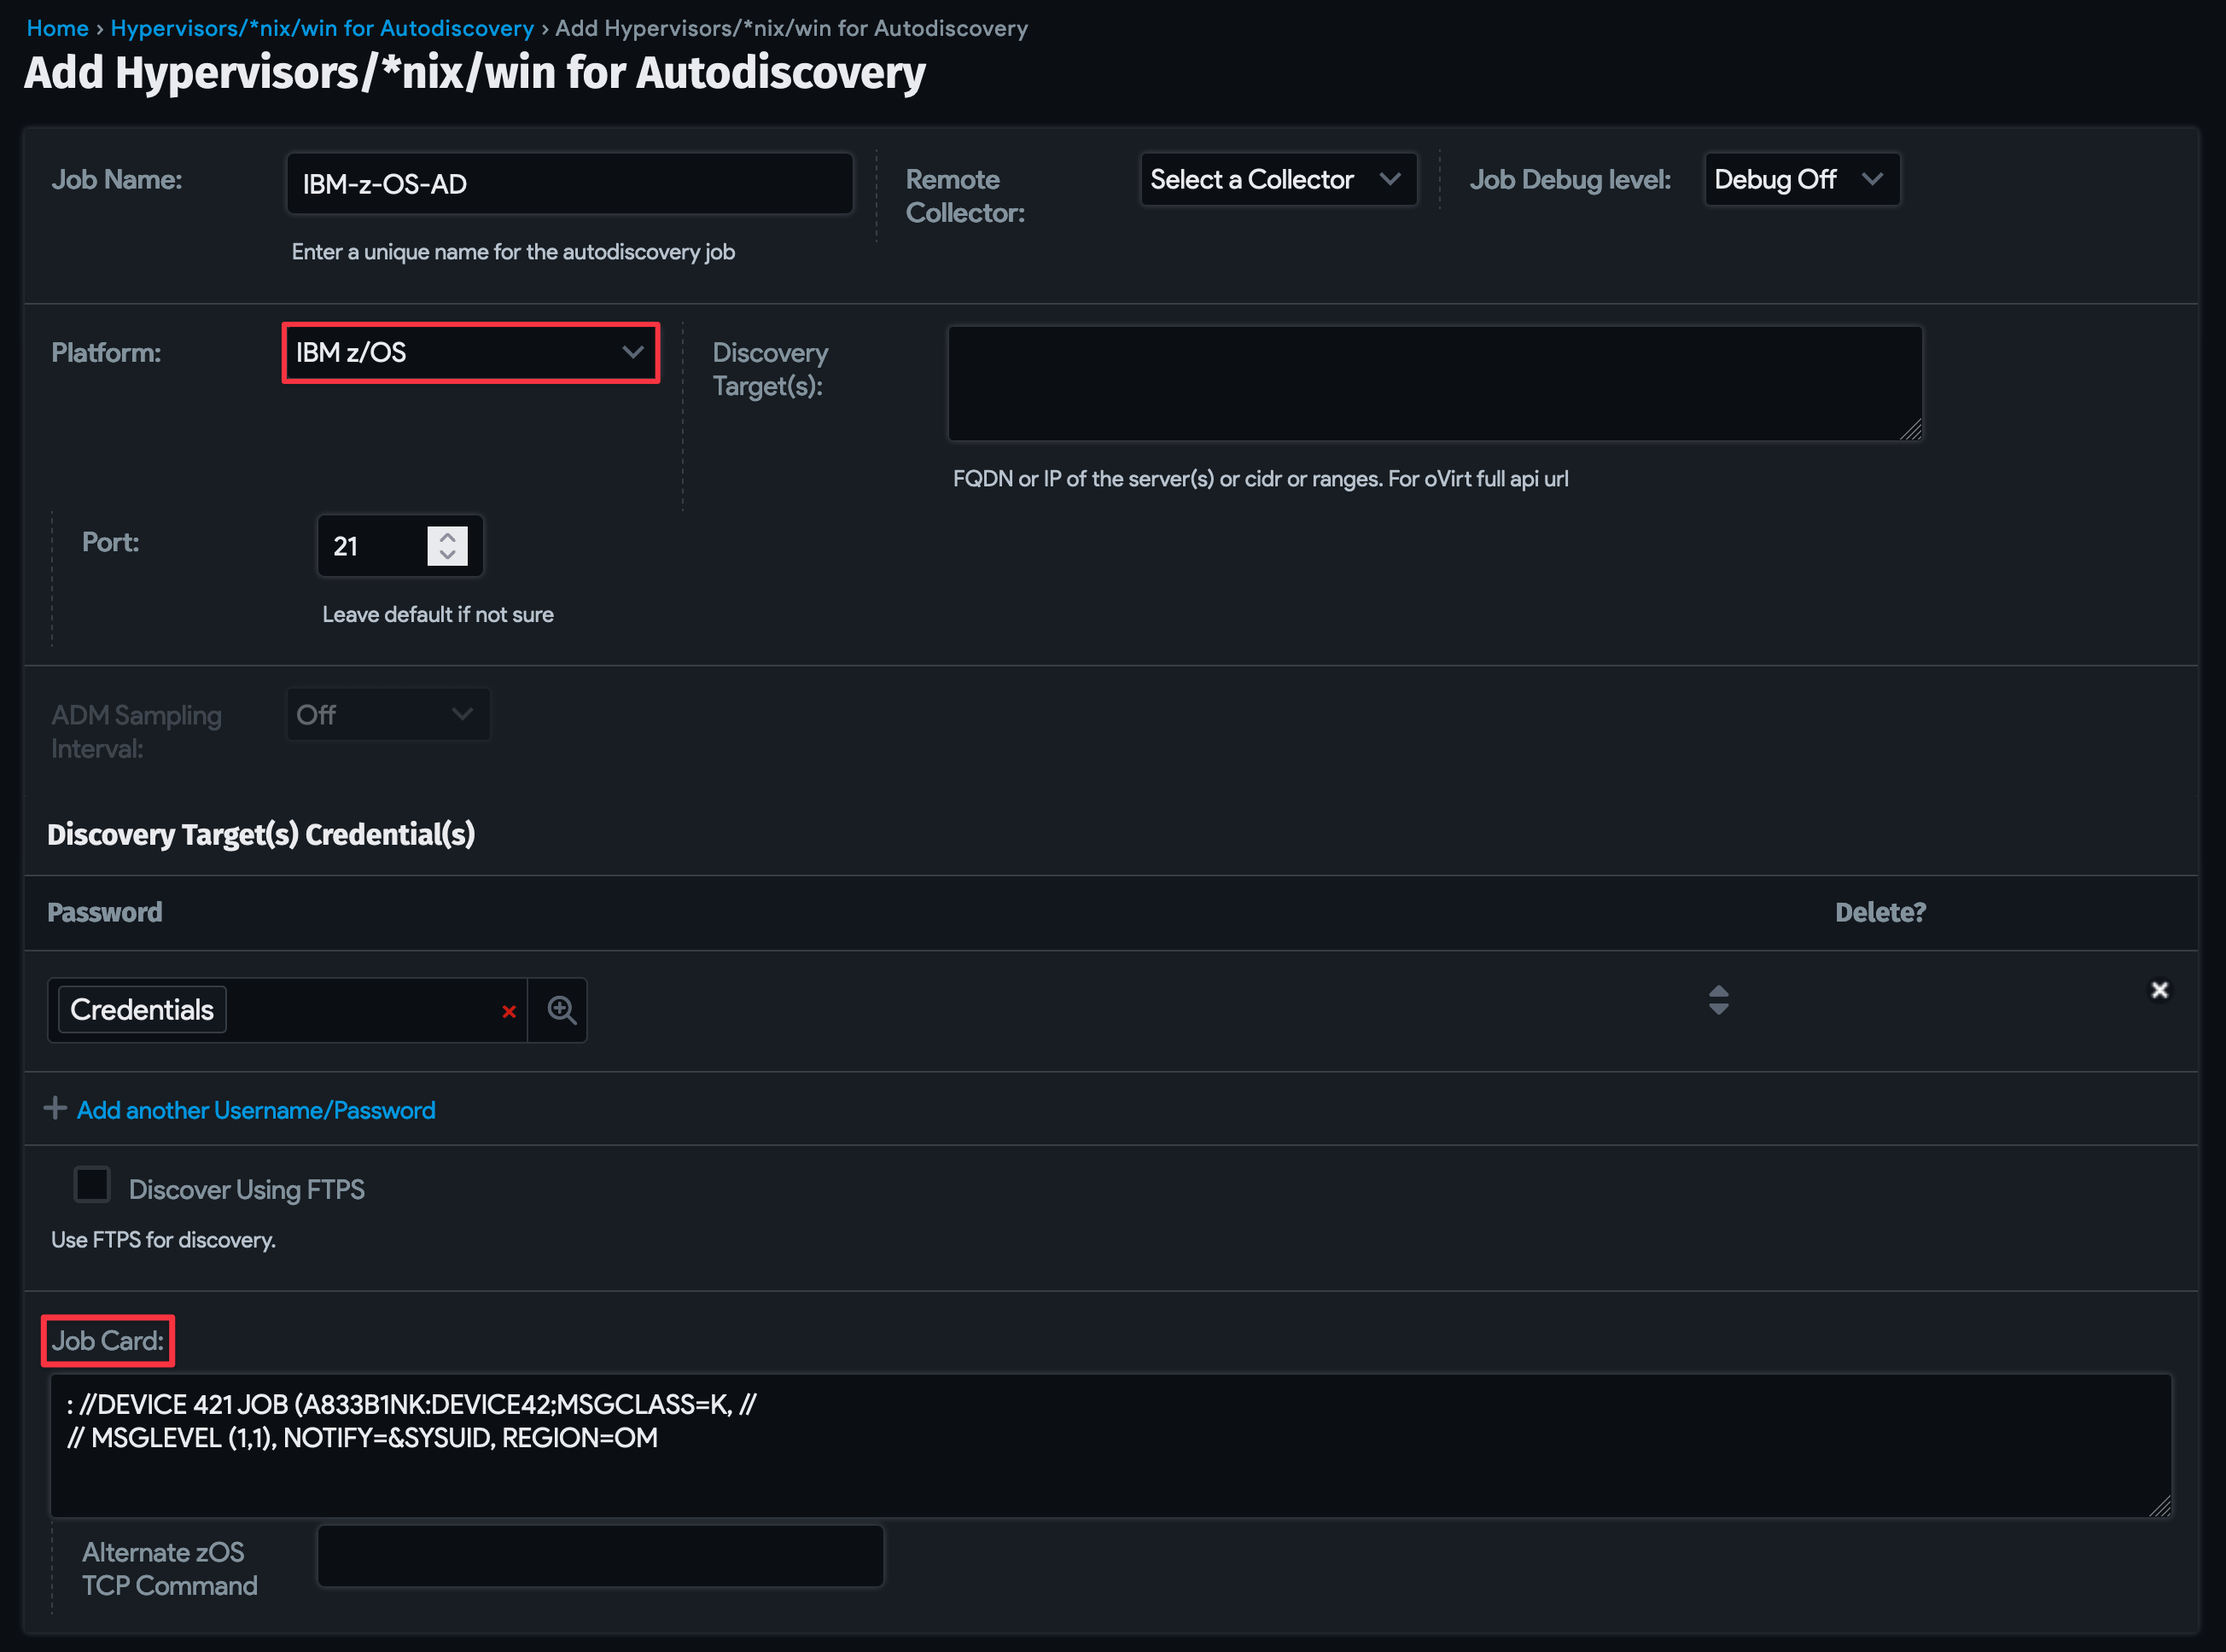 Home › Hypervisors/*nix/win for Autodiscovery › Add Hypervisors/*nix/win for Autodiscovery
Add Hypervisors/*nix/win for Autodiscovery
Job Name:
IBM-z-OS-AD
Enter a unique name for the autodiscovery job
Remote
Collector:
Select a Collector
Job Debug level:
Debug Off
Platform:
IBM z/OS
Discovery
Target(s):
FQDN or IP of the server(s) or cidr or ranges. For oVirt full api url
Port:
21
Leave default if not sure
ADM Sampling
Interval:
Off
Discovery Target(s) Credential(s)
Password
Delete?
Credentials
Add another Username/Password
Discover Using FTPS
Use FTPS for discovery.
Job Card:
: //DEVICE 421 JOB (A833B1NK:DEVICE42;MSGCLASS=K, //
// MSGLEVEL (1,1), NOTIFY=&SYSUID, REGION=OM
Alternate zOS
TCP Command